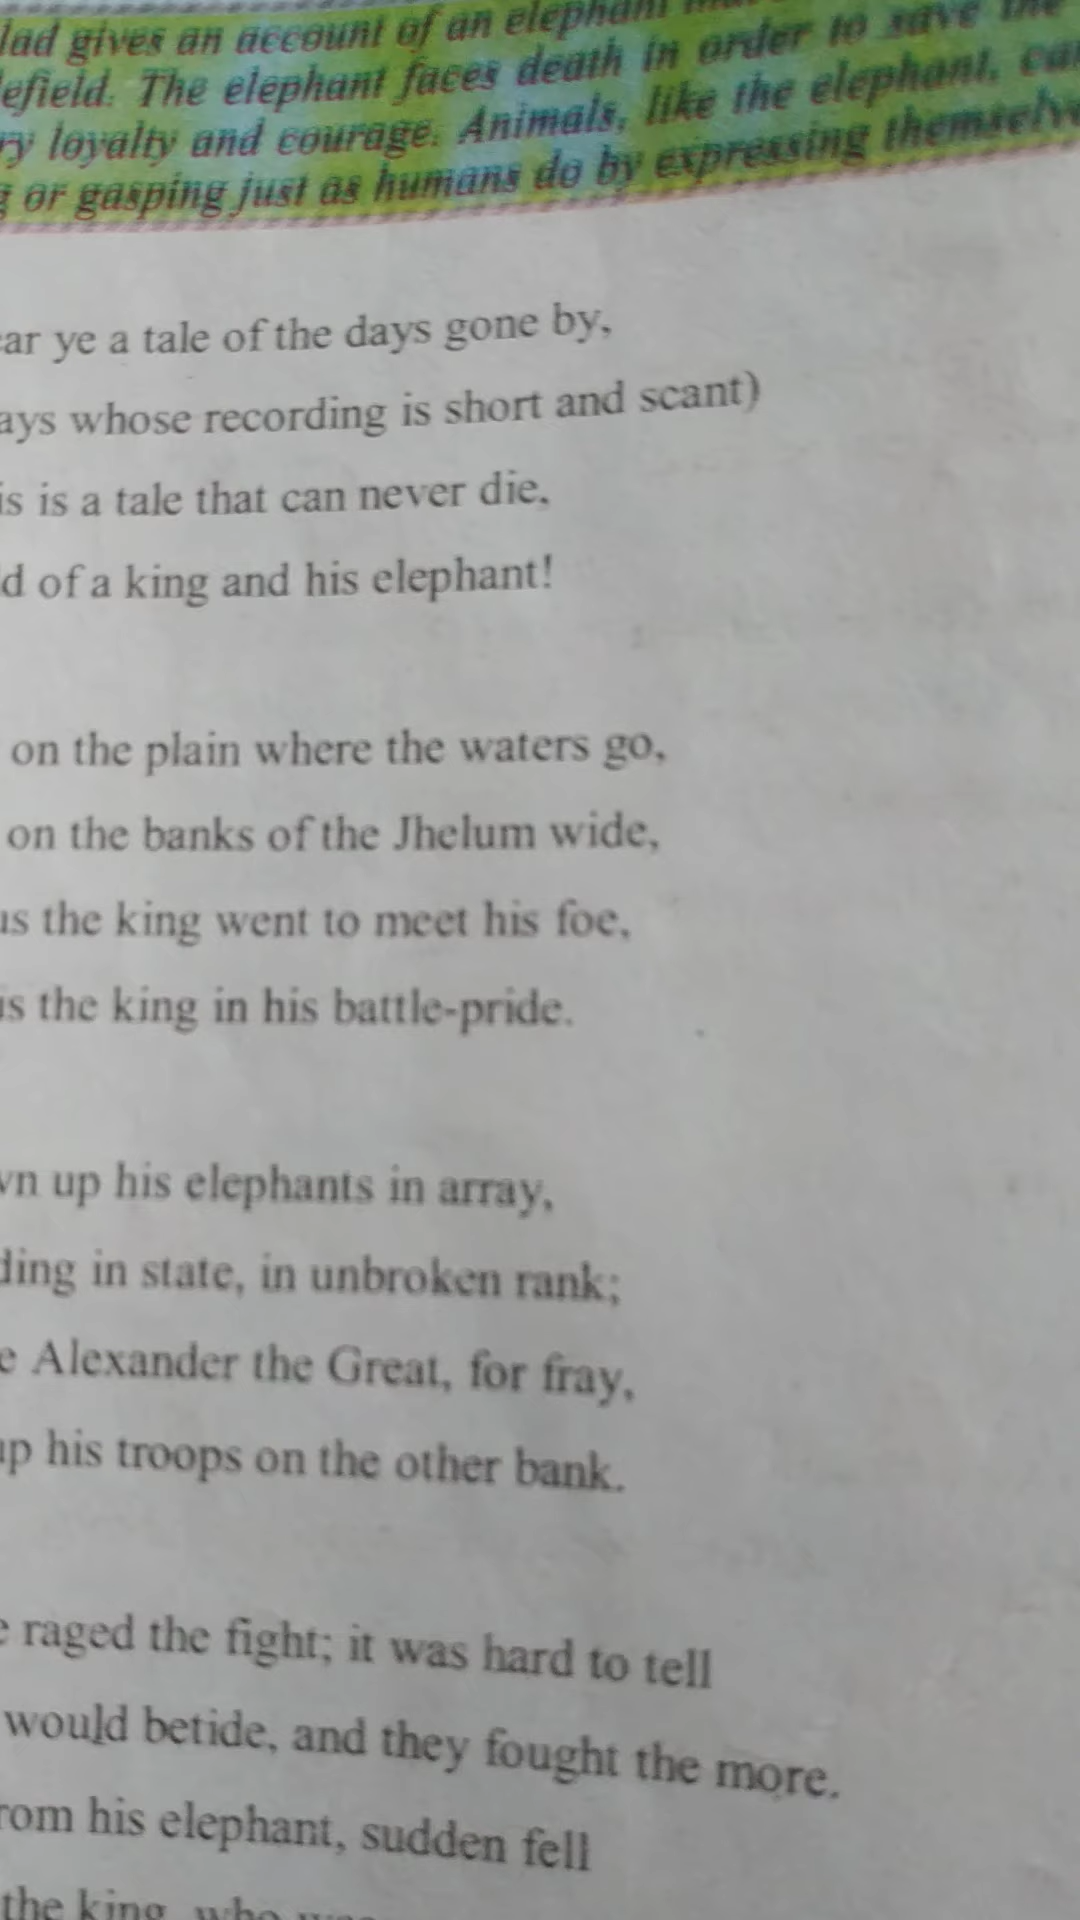 lad gives an account of an elephant
efield. The elephant faces death in order to save the
ry loyalty and courage. Animals, like the elephant, ca
g or gasping just as humans do by expressing themselv
ar ye a tale of the days gone by,
ays whose recording is short and scant)
is is a tale that can never die,
d of a king and his elephant!
on the plain where the waters go,
on the banks of the Jhelum wide,
us the king went to meet his foe,
us the king in his battle-pride.
wn up his elephants in array,
ding in state, in unbroken rank;
e Alexander the Great, for fray,
up his troops on the other bank.
e raged the fight; it was hard to tell
would betide, and they fought the more.
rom his elephant, sudden fell
the king, who